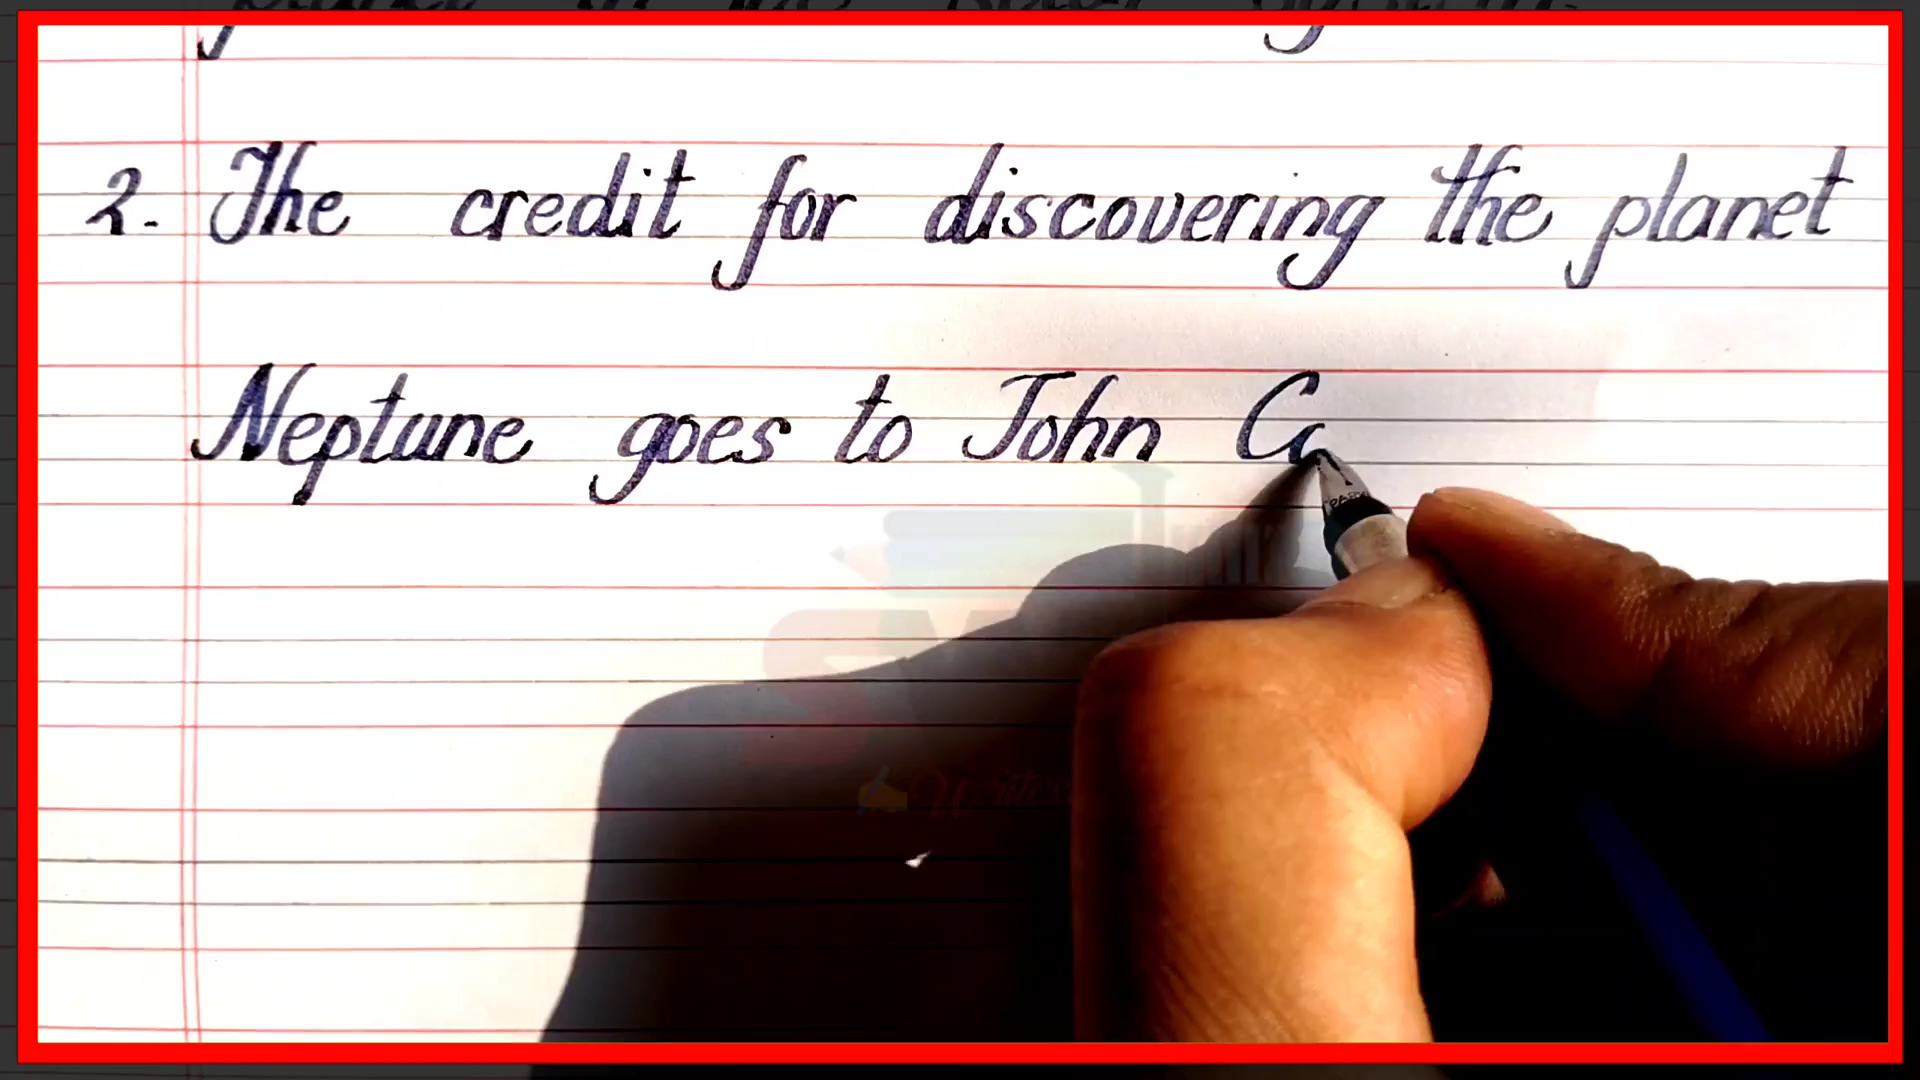 2. The credit for discovering the planet
Neptune goes to John C